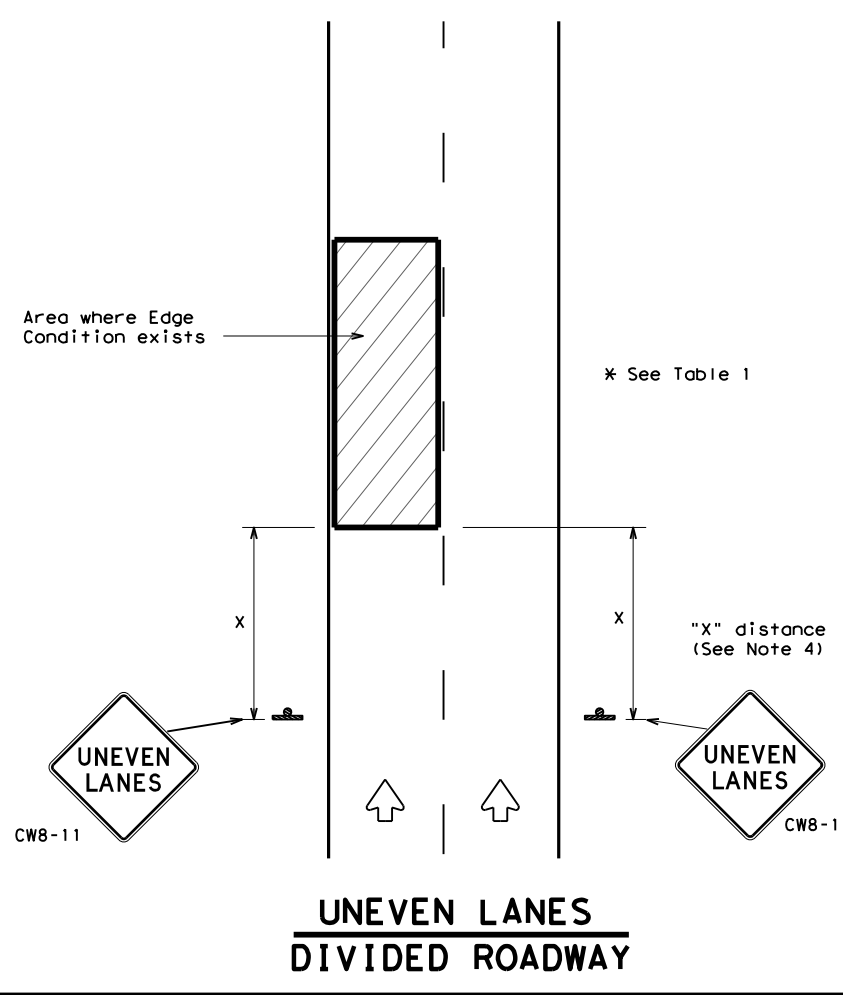 Area where Edge
Condition exists
* See Table 1
X
X
"X" distance
(See Note 4)
UNEVEN
LANES
UNEVEN
LANES
CW8-11
CW8-1
UNEVEN LANES
DIVIDED ROADWAY